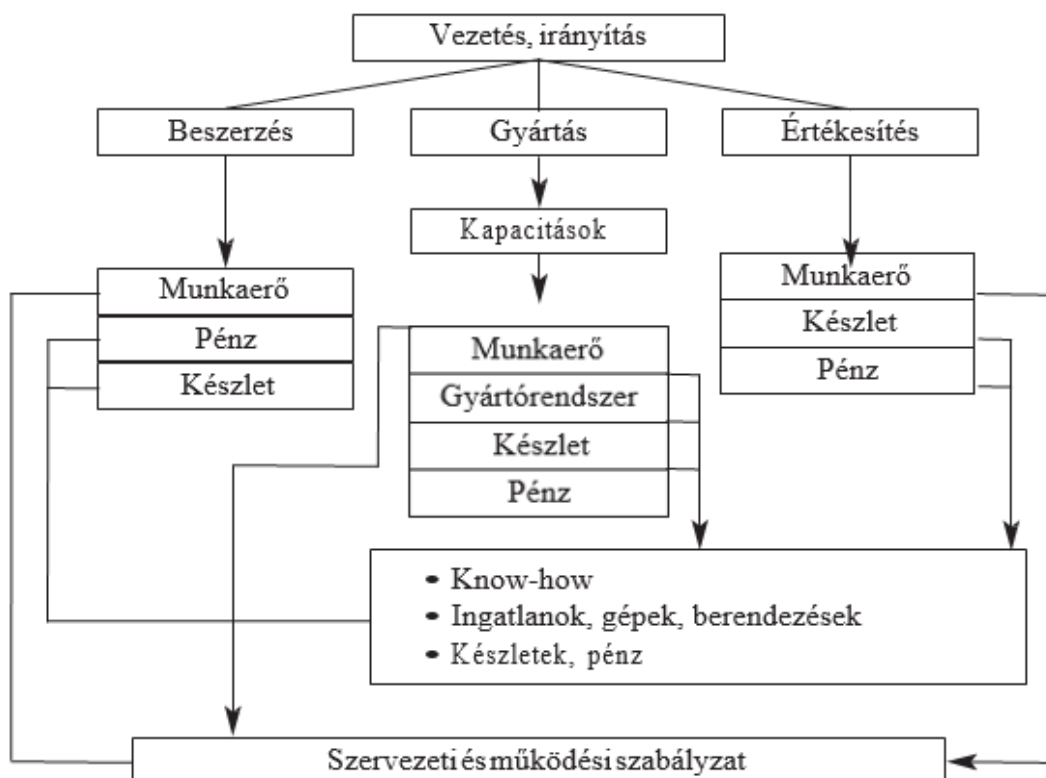 Vezetés, irányítás
Beszerzés
Gyártás
Értékesítés
Kapacitások
Munkaerő
Pénz
Készlet
Munkaerő
Gyártórendszer
Készlet
Pénz
Munkaerő
Készlet
Pénz
• Know-how
• Ingatlanok, gépek, berendezések
• Készletek, pénz
Szervezeti és működési szabályzat